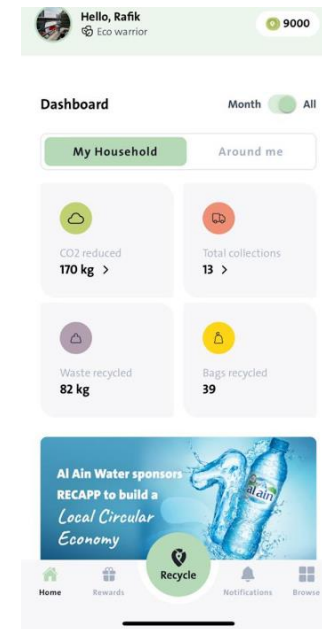 Hello, Rafik
9000
Eco warrior
Dashboard
Month All
My Household Around me
CO2 reduced
170 kg >
Total collections
13 >
Waste recycled
82 kg
Bags recycled
39
Al Ain Water sponsors
RECAPP to build a
Local Circular
Economy
al ain
Recycle
Home Rewards Notifications Browse